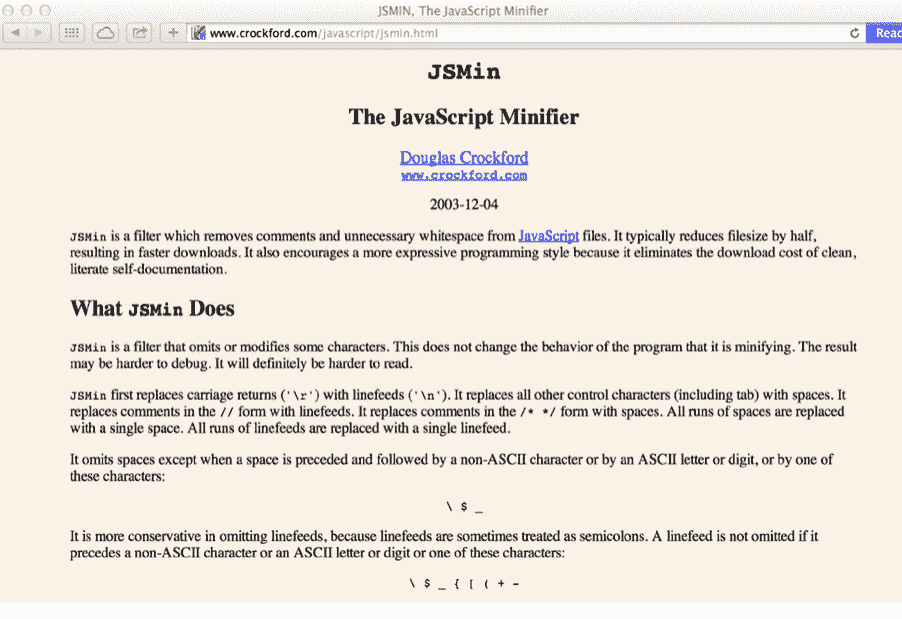 JSMIN, The JavaScript Minifier
www.crockford.com/javascript/jsmin.html
JSMin
The JavaScript Minifier
Douglas Crockford
www.crockford.com
2003-12-04
JSMin is a filter which removes comments and unnecessary whitespace from JavaScript files. It typically reduces filesize by half,
resulting in faster downloads. It also encourages a more expressive programming style because it eliminates the download cost of clean,
literate self-documentation.
What JSMin Does
JSMin is a filter that omits or modifies some characters. This does not change the behavior of the program that it is minifying. The result
may be harder to debug. It will definitely be harder to read.
JSMin first replaces carriage returns ('\r') with linefeeds ('\n'). It replaces all other control characters (including tab) with spaces. It
replaces comments in the // form with linefeeds. It replaces comments in the /* */ form with spaces. All runs of spaces are replaced
with a single space. All runs of linefeeds are replaced with a single linefeed.
It omits spaces except when a space is preceded and followed by a non-ASCII character or by an ASCII letter or digit, or by one of
these characters:
\ $ _
It is more conservative in omitting linefeeds, because linefeeds are sometimes treated as semicolons. A linefeed is not omitted if it
precedes a non-ASCII character or an ASCII letter or digit or one of these characters:
\ $ _ { [ ( + -